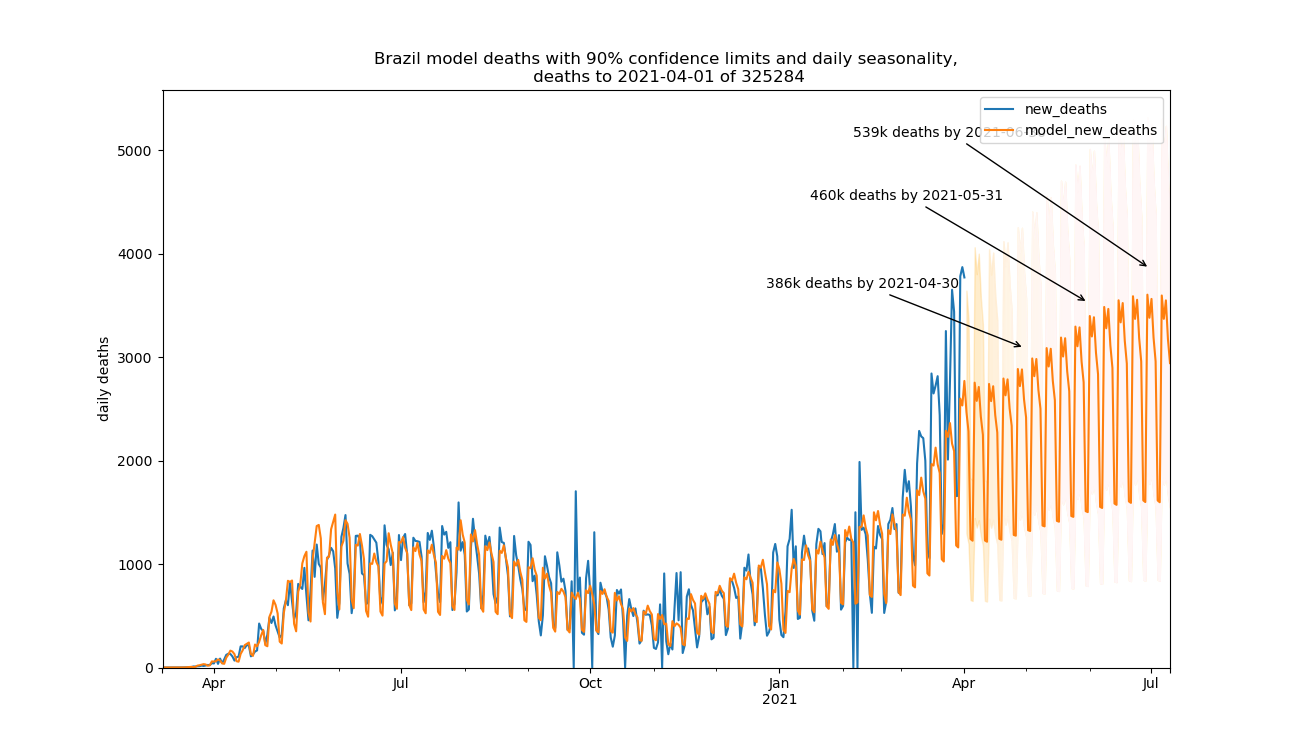 Brazil model deaths with 90% confidence limits and daily seasonality,
deaths to 2021-04-01 of 325284
new_deaths
model_new_deaths
539k deaths by 2021-06-
460k deaths by 2021-05-31
386k deaths by 2021-04-30
daily deaths
5000
4000
3000
2000
1000
0
Apr
Jul
Oct
Jan
2021
Apr
Jul